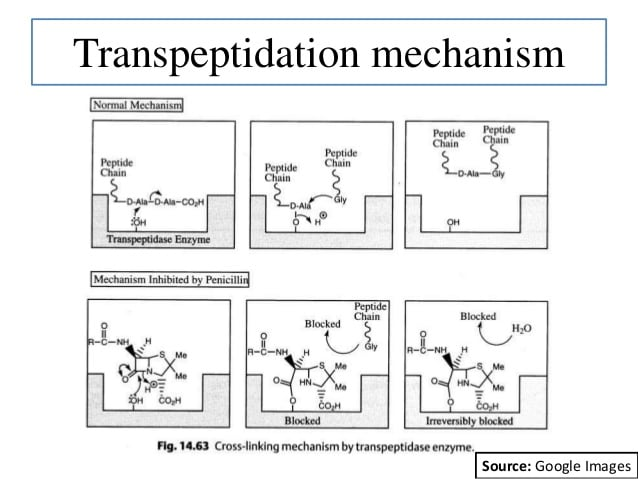 Transpeptidation mechanism
Normal Mechanism
Peptide
Chain
D-Ala-D-Ala-CO₂H
:ÖH
Transpeptidase Enzyme
Peptide
Chain
Peptide
Chain
D-Ala
Gly
O
H
⊕
Peptide
Chain
Peptide
Chain
D-Ala—Gly
OH
Mechanism Inhibited by Penicillin
O
R-C-NH
H
S
Me
Me
N
O
H
⊕
:ÖH
CO₂H
Blocked
Peptide
Chain
Gly
O
R-C-NH
H
S
Me
Me
O
HN
O
CO₂H
Blocked
Blocked
H₂O
O
R-C-NH
H
S
Me
Me
O
HN
O
CO₂H
Irreversibly blocked
Fig. 14.63 Cross-linking mechanism by transpeptidase enzyme.
Source: Google Images